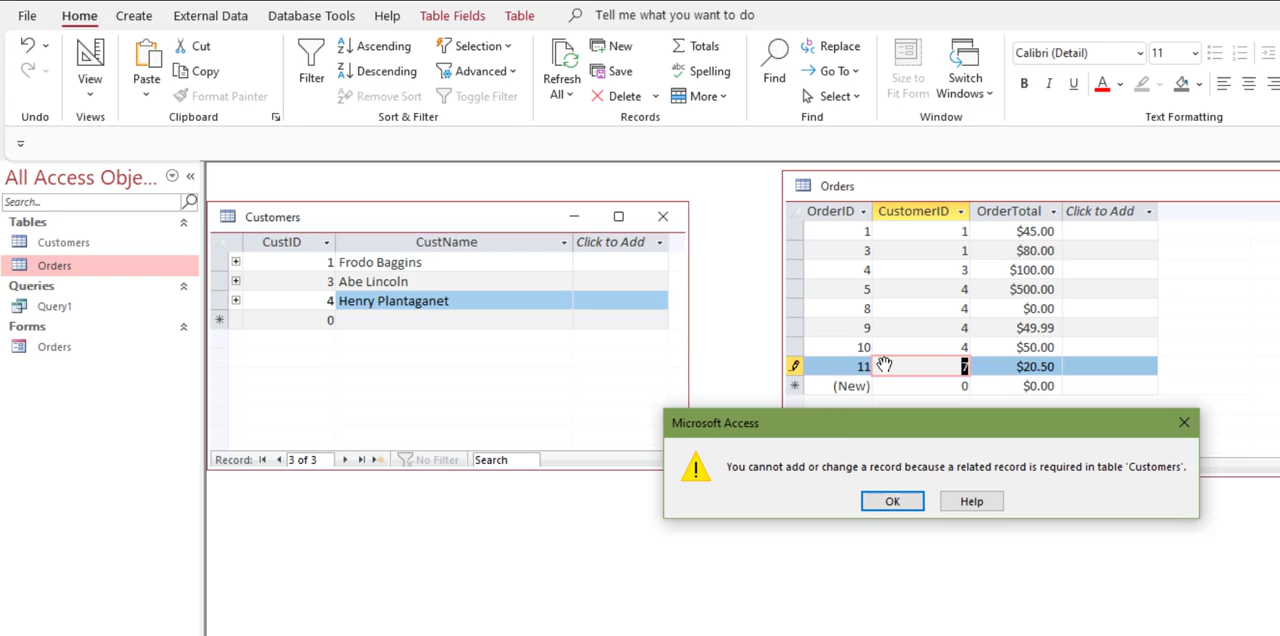 File Home Create External Data Database Tools Help Table Fields Table Tell me what you want to do
Undo
View
Views
Paste
Cut
Copy
Format Painter
Clipboard
Filter
Ascending
Descending
Remove Sort
Selection
Advanced
Toggle Filter
Sort & Filter
Refresh
All
New
Save
Delete
Totals
Spelling
More
Records
Find
Replace
Go To
Select
Find
Size to
Fit Form
Switch
Windows
Window
Calibri (Detail) 11
B I U A
Text Formatting
All Access Obje...
Search...
Tables
Customers
Orders
Queries
Query1
Forms
Orders
Customers
CustID CustName Click to Add
1 Frodo Baggins
3 Abe Lincoln
4 Henry Plantaganet
0
Record: 3 of 3 No Filter Search
Orders
OrderID CustomerID OrderTotal Click to Add
1 1 $45.00
3 1 $80.00
4 3 $100.00
5 4 $500.00
8 4 $0.00
9 4 $49.99
10 4 $50.00
11 7 $20.50
(New) 0 $0.00
Microsoft Access
You cannot add or change a record because a related record is required in table 'Customers'.
OK Help